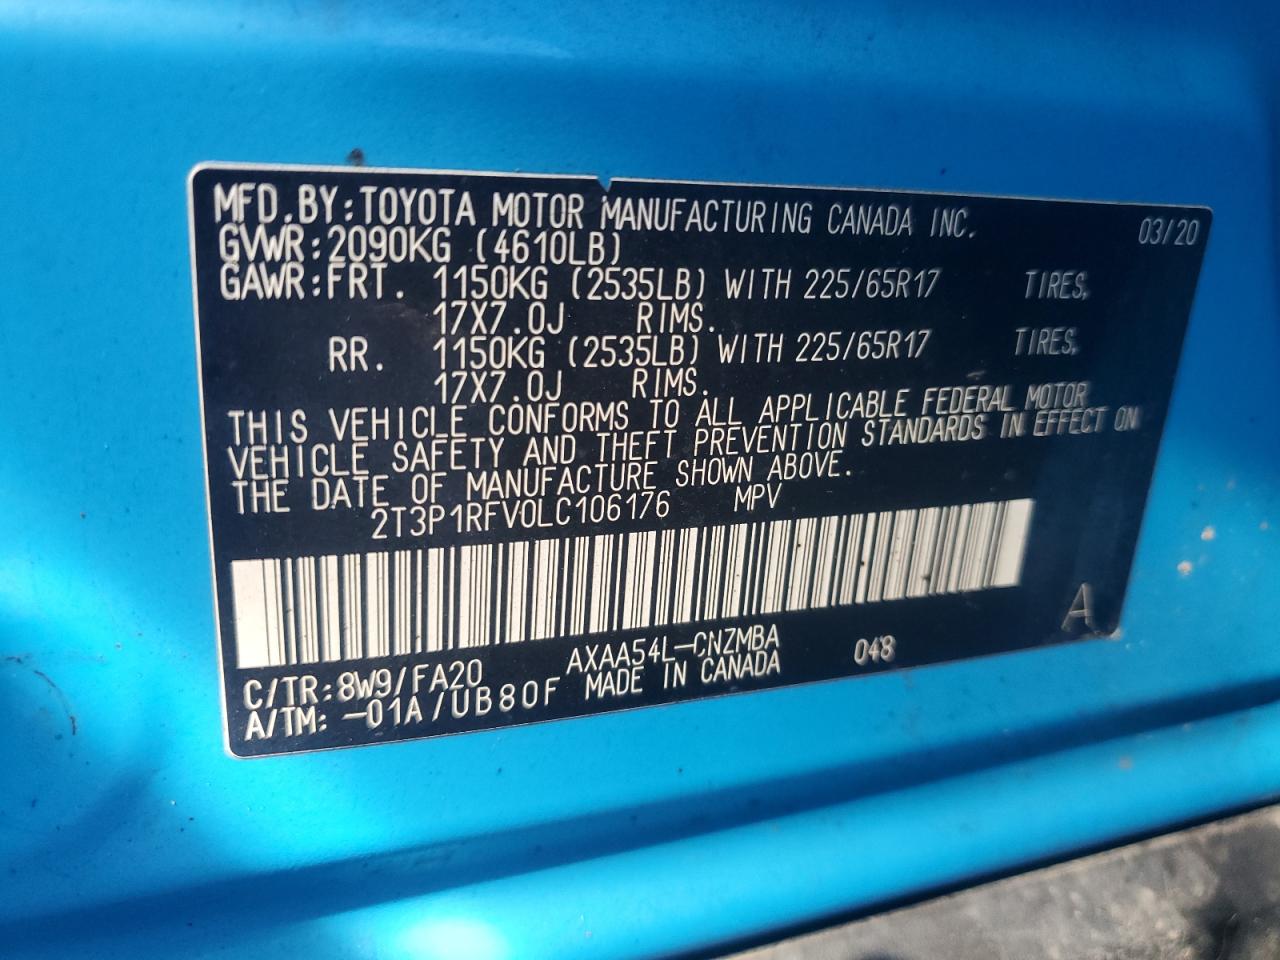 MFD.BY:TOYOTA MOTOR MANUFACTURING CANADA INC. 03/20
GVWR:2090KG (4610LB)
GAWR:FRT. 1150KG (2535LB) WITH 225/65R17 TIRES,
17X7.0J RIMS.
RR. 1150KG (2535LB) WITH 225/65R17 TIRES,
17X7.0J RIMS.
THIS VEHICLE CONFORMS TO ALL APPLICABLE FEDERAL MOTOR
VEHICLE SAFETY AND THEFT PREVENTION STANDARDS IN EFFECT ON
THE DATE OF MANUFACTURE SHOWN ABOVE.
2T3P1RFV0LC106176 MPV
A
C/TR:8W9/FA20 AXAA54L-CNZMBA 048
A/TM:-01A/UB80F MADE IN CANADA